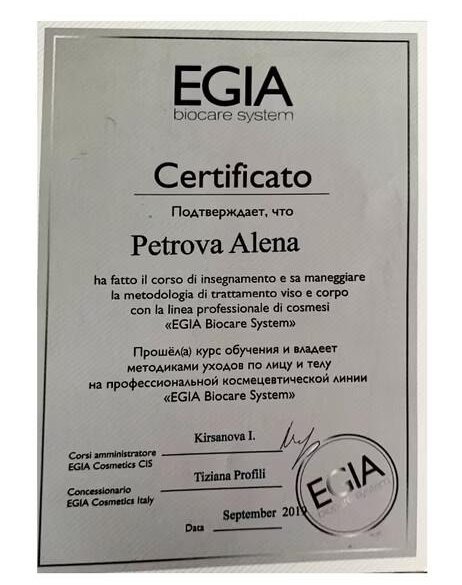 EGIA
biocare system
Certificato
Подтверждает, что
Petrova Alena
ha fatto il corso di insegnamento e sa maneggiare
la metodologia di trattamento viso e corpo
con la linea professionale di cosmesi
«EGIA Biocare System»
Прошёл(а) курс обучения и владеет
методиками уходов по лицу и телу
на профессиональной космецевтической линии
«EGIA Biocare System»
Kirsanova I.
Corsi amministratore
EGIA Cosmetics CIS
Tiziana Profili
Concessionario
EGIA Cosmetics Italy
September 2019
Data
EGIA
biocare system